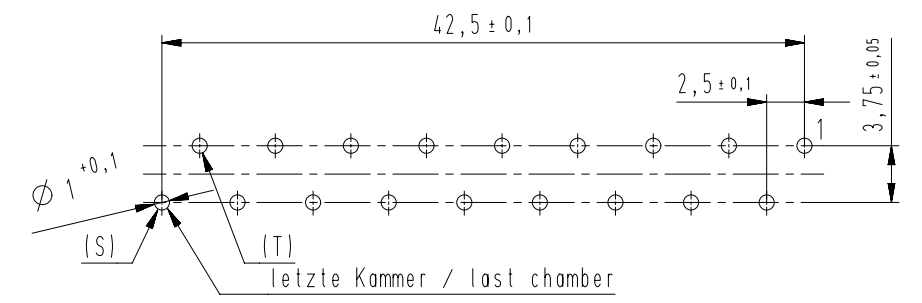 42,5 ± 0,1
2,5 ± 0,1
3,75 ± 0,05
1
Ø 1 +0,1
(S)
(T)
letzte Kammer / last chamber